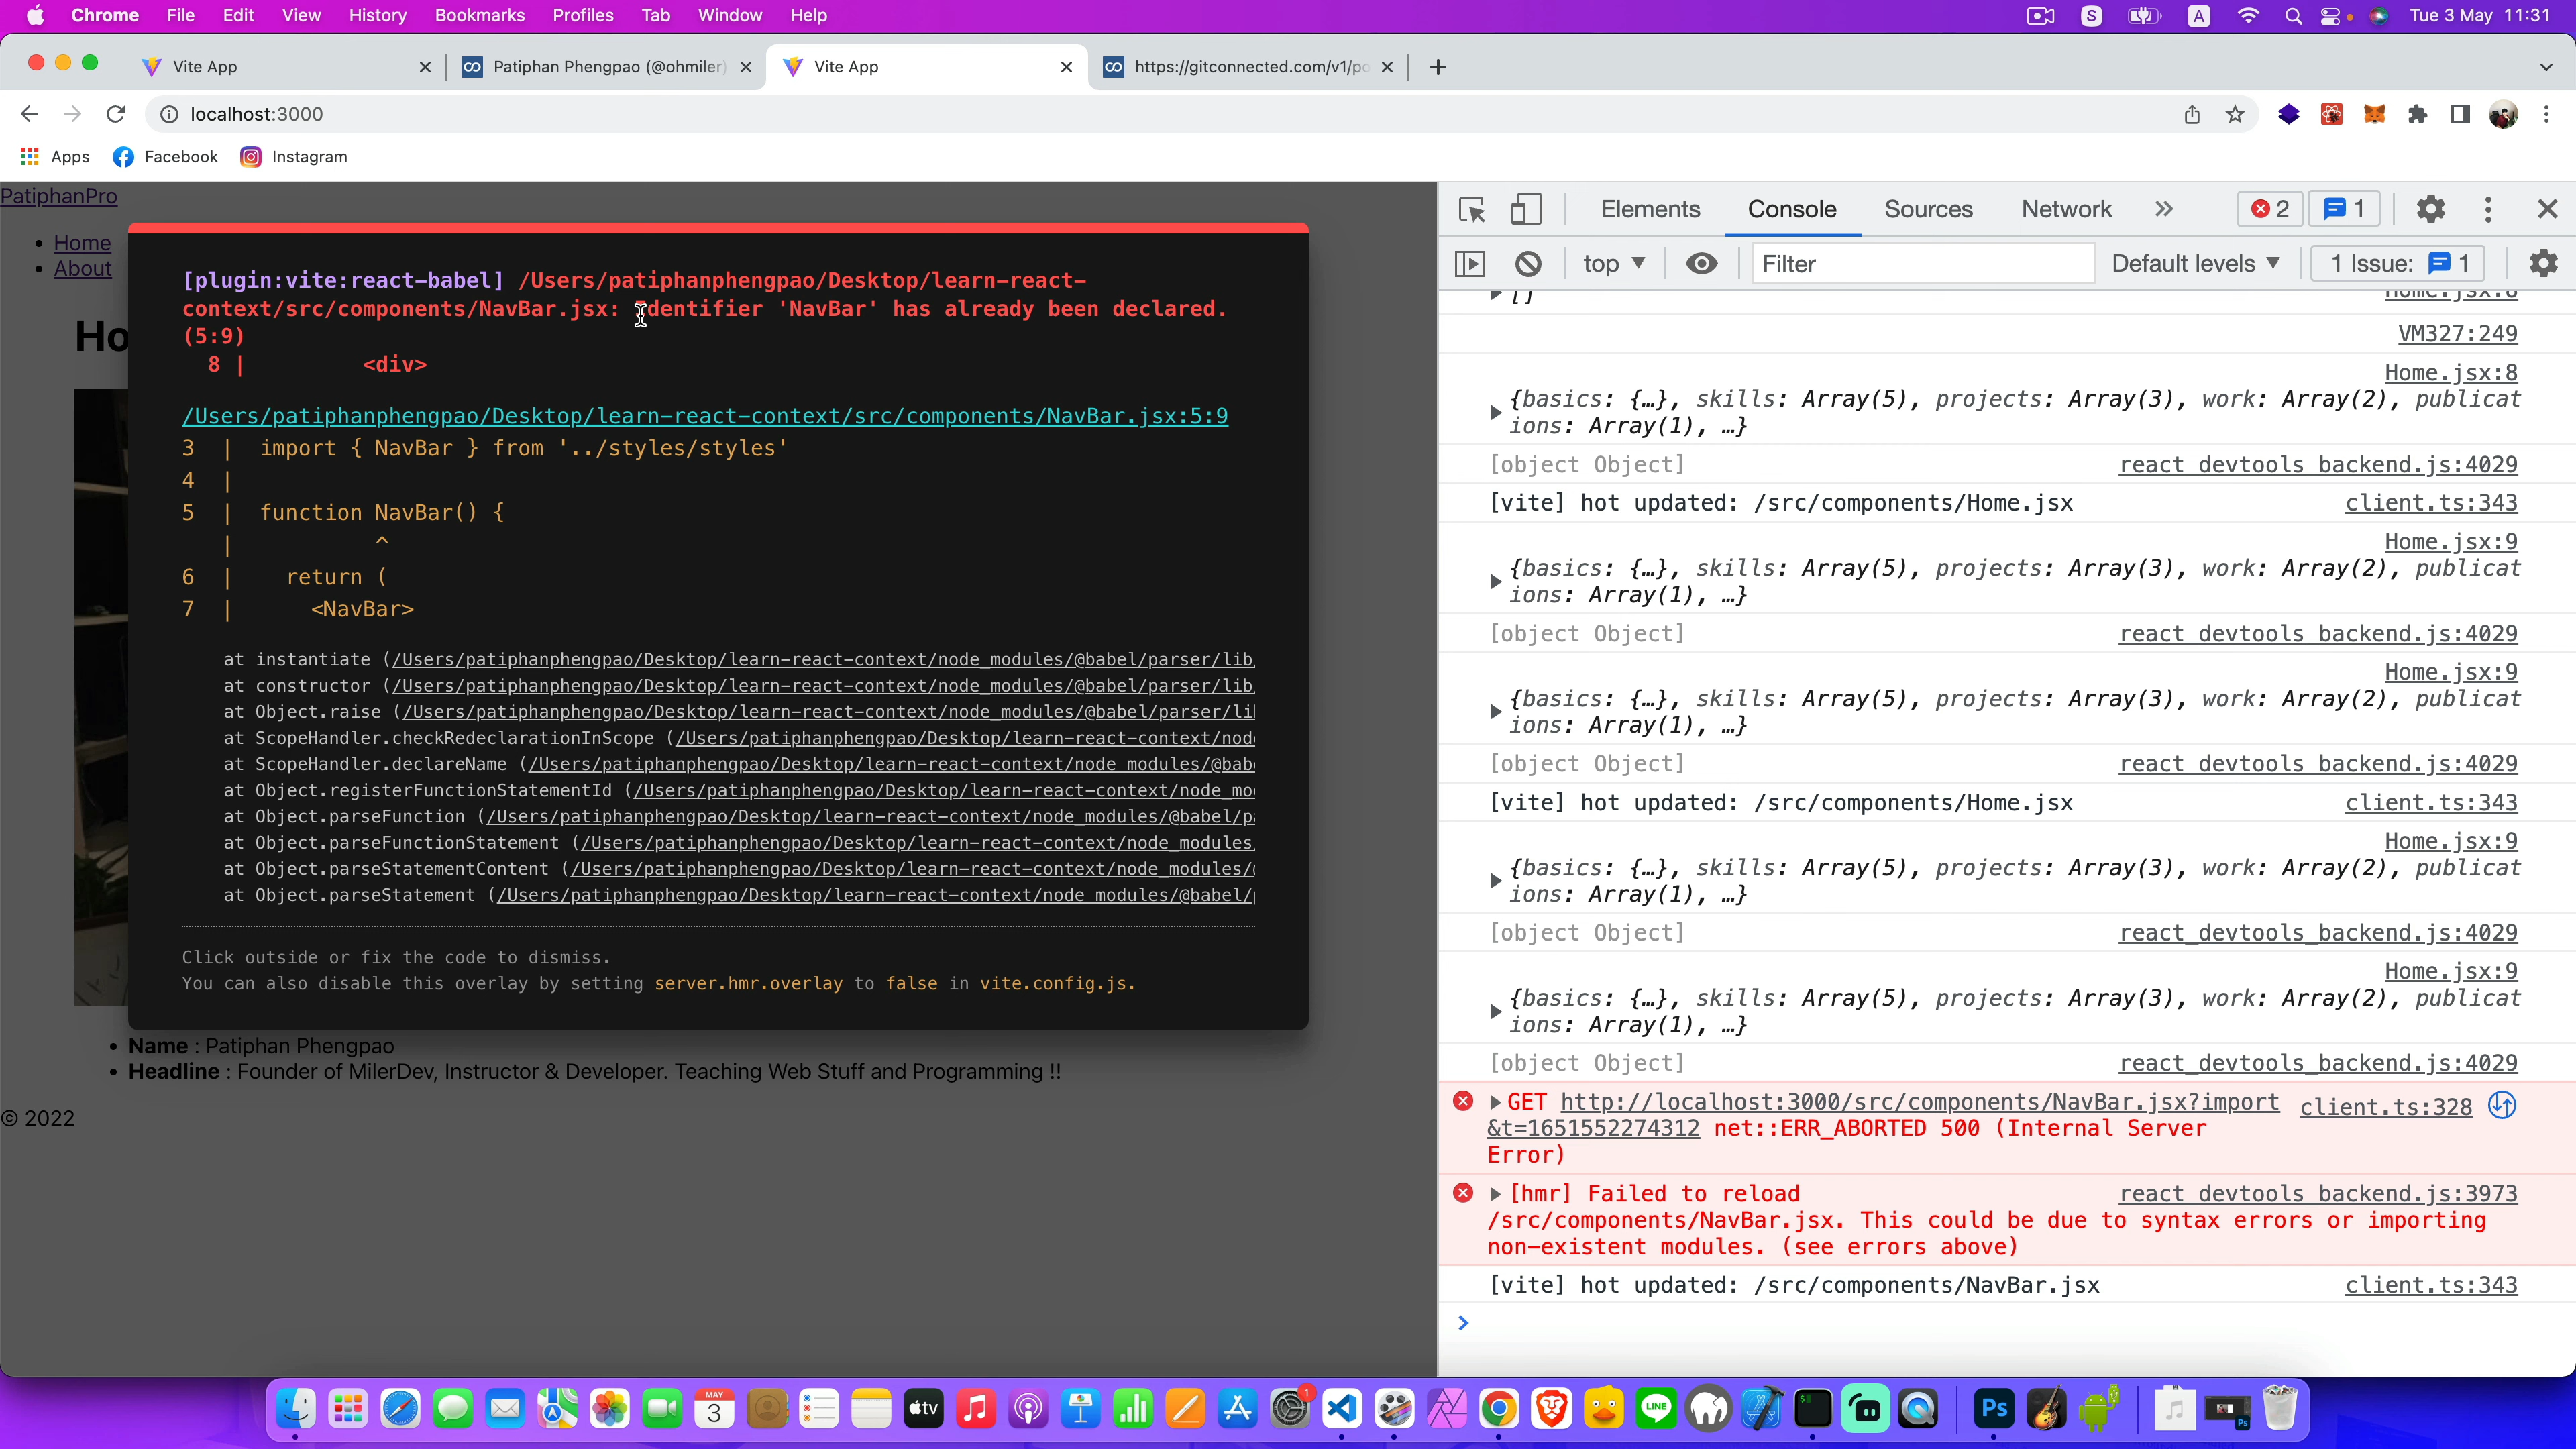 Chrome File Edit View History Bookmarks Profiles Tab Window Help S A Tue 3 May 11:31
Vite App Patiphan Phengpao (@ohmiler) Vite App https://gitconnected.com/v1/po
localhost:3000
Apps Facebook Instagram
PatiphanPro
Home
About
Ho
[plugin:vite:react-babel] /Users/patiphanphengpao/Desktop/learn-react-
context/src/components/NavBar.jsx: Identifier 'NavBar' has already been declared.
(5:9)
8 | <div>
/Users/patiphanphengpao/Desktop/learn-react-context/src/components/NavBar.jsx:5:9
3 | import { NavBar } from '../styles/styles'
4 |
5 | function NavBar() {
| ^
6 | return (
7 | <NavBar>
at instantiate (/Users/patiphanphengpao/Desktop/learn-react-context/node_modules/@babel/parser/lib
at constructor (/Users/patiphanphengpao/Desktop/learn-react-context/node_modules/@babel/parser/lib
at Object.raise (/Users/patiphanphengpao/Desktop/learn-react-context/node_modules/@babel/parser/li
at ScopeHandler.checkRedeclarationInScope (/Users/patiphanphengpao/Desktop/learn-react-context/nod
at ScopeHandler.declareName (/Users/patiphanphengpao/Desktop/learn-react-context/node_modules/@bab
at Object.registerFunctionStatementId (/Users/patiphanphengpao/Desktop/learn-react-context/node_mo
at Object.parseFunction (/Users/patiphanphengpao/Desktop/learn-react-context/node_modules/@babel/p
at Object.parseFunctionStatement (/Users/patiphanphengpao/Desktop/learn-react-context/node_modules
at Object.parseStatementContent (/Users/patiphanphengpao/Desktop/learn-react-context/node_modules/
at Object.parseStatement (/Users/patiphanphengpao/Desktop/learn-react-context/node_modules/@babel/
Click outside or fix the code to dismiss.
You can also disable this overlay by setting server.hmr.overlay to false in vite.config.js.
Name : Patiphan Phengpao
Headline : Founder of MilerDev, Instructor & Developer. Teaching Web Stuff and Programming !!
© 2022
Elements Console Sources Network » 2 1
top Filter Default levels 1 Issue: 1
[] Home.jsx:8
VM327:249
Home.jsx:8
{basics: {…}, skills: Array(5), projects: Array(3), work: Array(2), publicat
ions: Array(1), …}
[object Object] react_devtools_backend.js:4029
[vite] hot updated: /src/components/Home.jsx client.ts:343
Home.jsx:9
{basics: {…}, skills: Array(5), projects: Array(3), work: Array(2), publicat
ions: Array(1), …}
[object Object] react_devtools_backend.js:4029
Home.jsx:9
{basics: {…}, skills: Array(5), projects: Array(3), work: Array(2), publicat
ions: Array(1), …}
[object Object] react_devtools_backend.js:4029
[vite] hot updated: /src/components/Home.jsx client.ts:343
Home.jsx:9
{basics: {…}, skills: Array(5), projects: Array(3), work: Array(2), publicat
ions: Array(1), …}
[object Object] react_devtools_backend.js:4029
Home.jsx:9
{basics: {…}, skills: Array(5), projects: Array(3), work: Array(2), publicat
ions: Array(1), …}
[object Object] react_devtools_backend.js:4029
GET http://localhost:3000/src/components/NavBar.jsx?import client.ts:328
&t=1651552274312 net::ERR_ABORTED 500 (Internal Server
Error)
[hmr] Failed to reload react_devtools_backend.js:3973
/src/components/NavBar.jsx. This could be due to syntax errors or importing
non-existent modules. (see errors above)
[vite] hot updated: /src/components/NavBar.jsx client.ts:343
MAY
3
tv
1
LINE
Ps
Ps